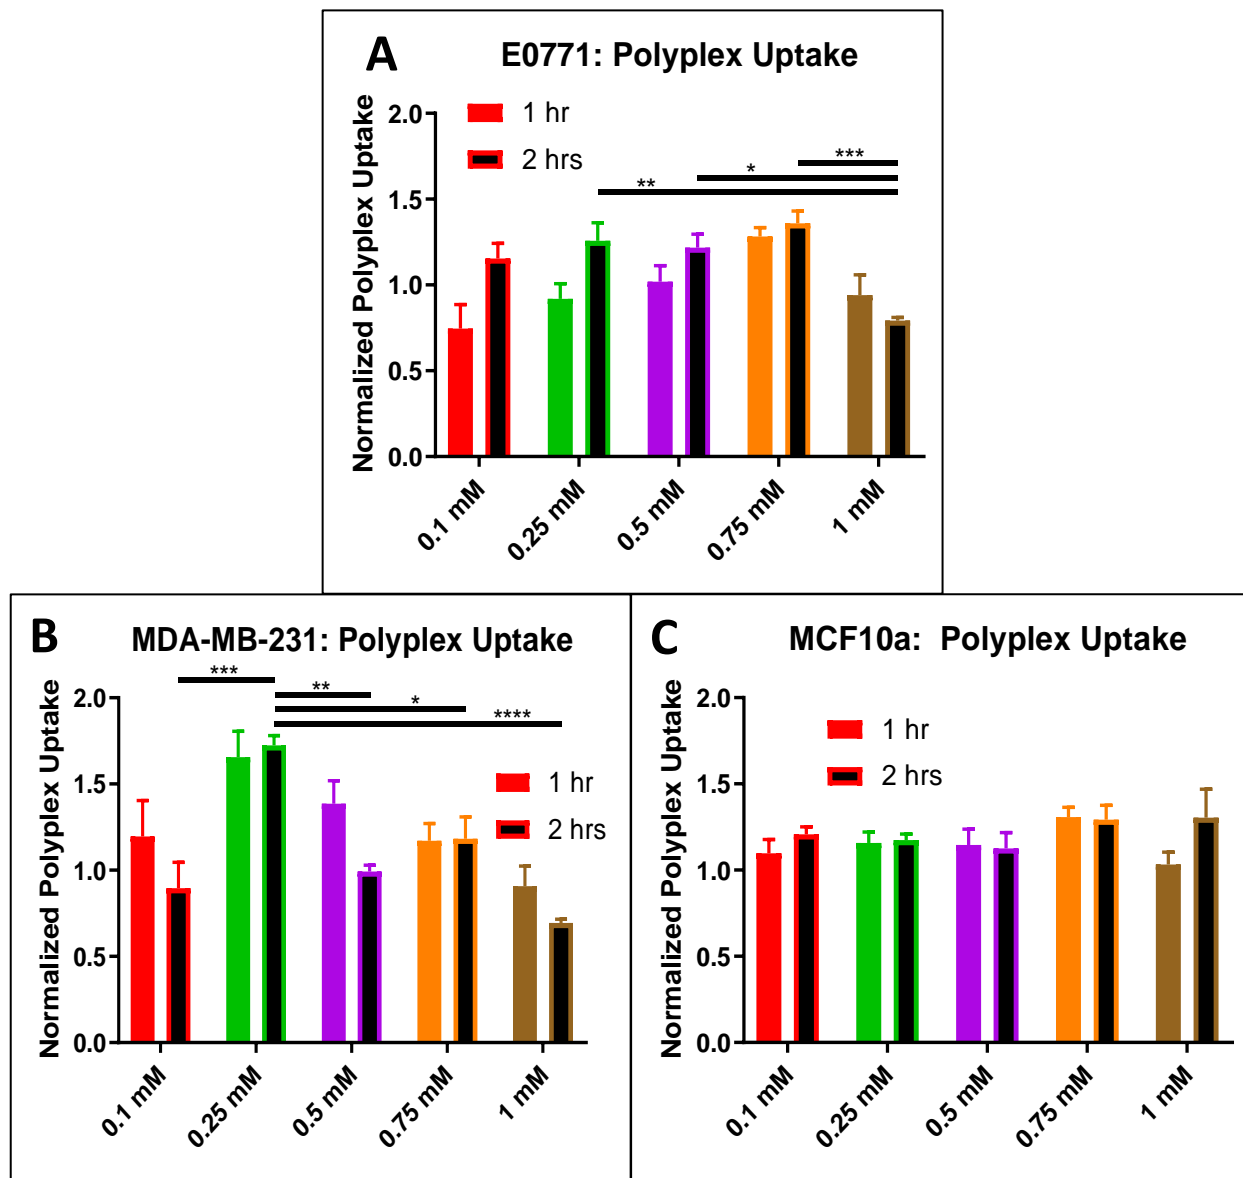 A
E0771: Polyplex Uptake
Normalized Polyplex Uptake
2.0
1.5
1.0
0.5
0.0
1 hr
2 hrs
***
*
**
0.1 mM
0.25 mM
0.5 mM
0.75 mM
1 mM
B
MDA-MB-231: Polyplex Uptake
Normalized Polyplex Uptake
2.0
1.5
1.0
0.5
0.0
***
**
*
****
1 hr
2 hrs
0.1 mM
0.25 mM
0.5 mM
0.75 mM
1 mM
C
MCF10a:  Polyplex Uptake
Normalized Polyplex Uptake
2.0
1.5
1.0
0.5
0.0
1 hr
2 hrs
0.1 mM
0.25 mM
0.5 mM
0.75 mM
1 mM